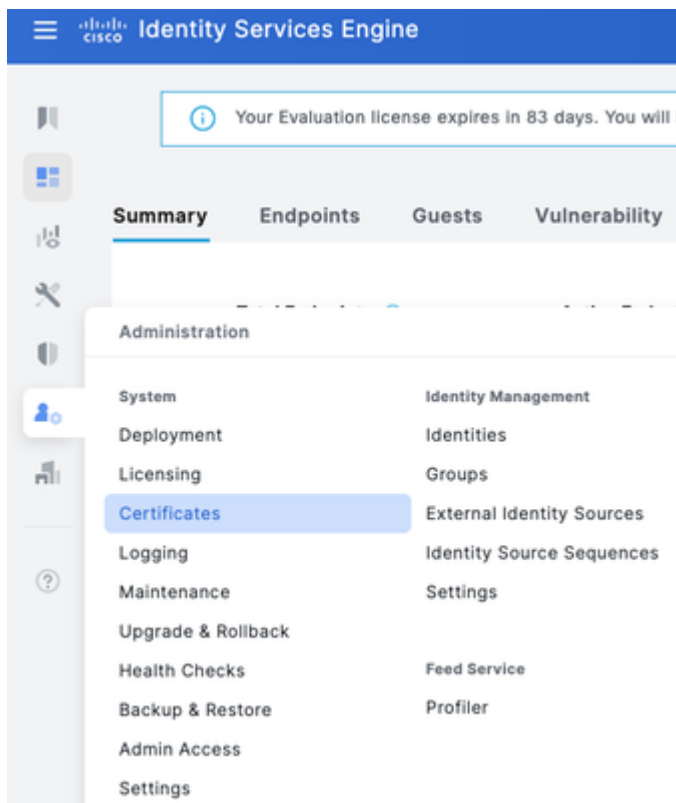 cisco Identity Services Engine
Your Evaluation license expires in 83 days. You will
Summary Endpoints Guests Vulnerability
Administration
System
Deployment
Licensing
Certificates
Logging
Maintenance
Upgrade & Rollback
Health Checks
Backup & Restore
Admin Access
Settings
Identity Management
Identities
Groups
External Identity Sources
Identity Source Sequences
Settings
Feed Service
Profiler